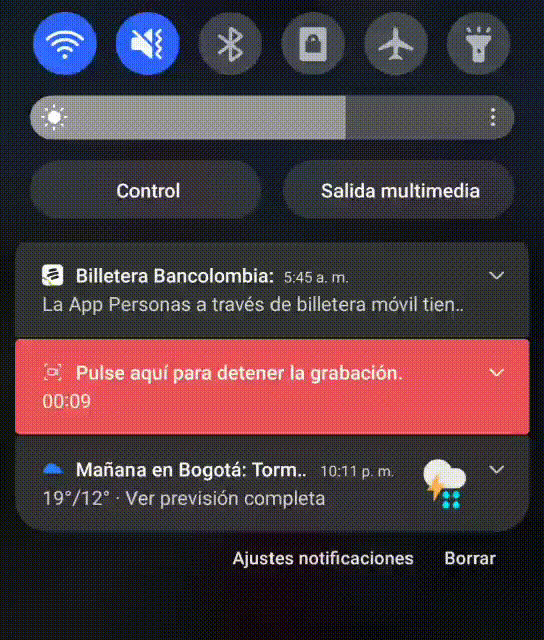 Control
Salida multimedia
Billetera Bancolombia: 5:45 a. m.
La App Personas a través de billetera móvil tien..
Pulse aquí para detener la grabación.
00:09
Mañana en Bogotá: Torm.. 10:11 p. m.
19°/12° · Ver previsión completa
Ajustes notificaciones Borrar